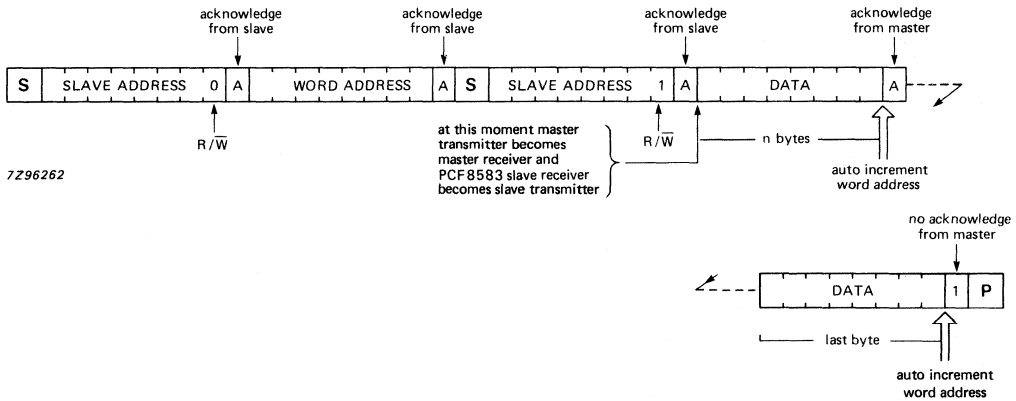 acknowledge
from slave
acknowledge
from slave
acknowledge
from slave
acknowledge
from master
S SLAVE ADDRESS 0 A WORD ADDRESS A S SLAVE ADDRESS 1 A DATA A
R/W̅
R/W̅
at this moment master
transmitter becomes
master receiver and
PCF8583 slave receiver
becomes slave transmitter
n bytes
auto increment
word address
7Z96262
no acknowledge
from master
DATA 1 P
last byte
auto increment
word address